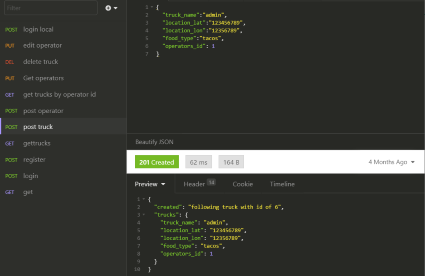 Filter
POST login local
PUT edit operator
DEL delete truck
PUT Get operators
GET get trucks by operator id
POST post operator
POST post truck
GET gettrucks
POST register
POST login
GET get
1 {
2 "truck_name":"admin",
3 "location_lat":"123456789",
4 "location_lon":"12356789",
5 "food_type":"tacos",
6 "operators_id": 1
7 }
Beautify JSON
201 Created 62 ms 164 B 4 Months Ago
Preview Header Cookie Timeline
1 {
2 "created": "following truck with id of 6",
3 "trucks": {
4 "truck_name": "admin",
5 "location_lat": "123456789",
6 "location_lon": "12356789",
7 "food_type": "tacos",
8 "operators_id": 1
9 }
10 }